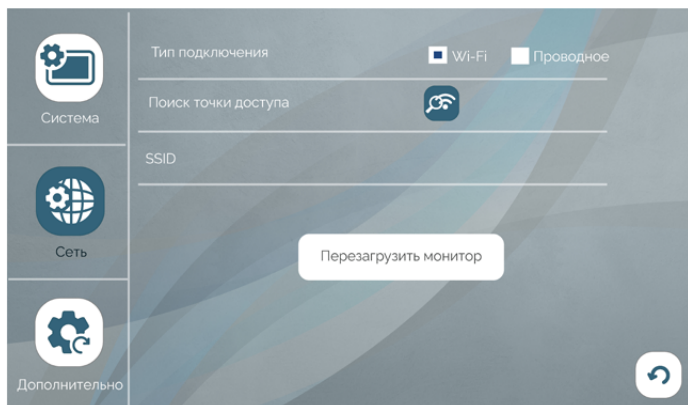 Система
Сеть
Дополнительно
Тип подключения
Wi-Fi
Проводное
Поиск точки доступа
SSID
Перезагрузить монитор